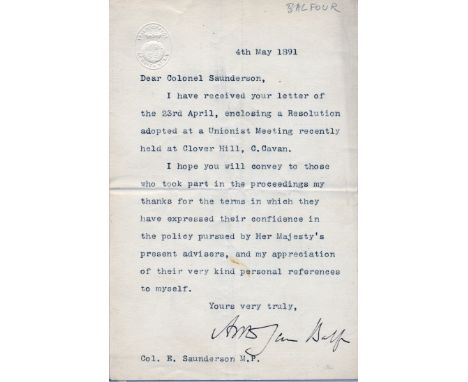 BALFOUR
4th May 1891
Dear Colonel Saunderson,
I have received your letter of
the 23rd April, enclosing a Resolution
adopted at a Unionist Meeting recently
held at Clover Hill, C.Cavan.
I hope you will convey to those
who took part in the proceedings my
thanks for the terms in which they
have expressed their confidence in
the policy pursued by Her Majesty's
present advisers, and my appreciation
of their very kind personal references
to myself.
Yours very truly,
Col. E. Saunderson M.P.